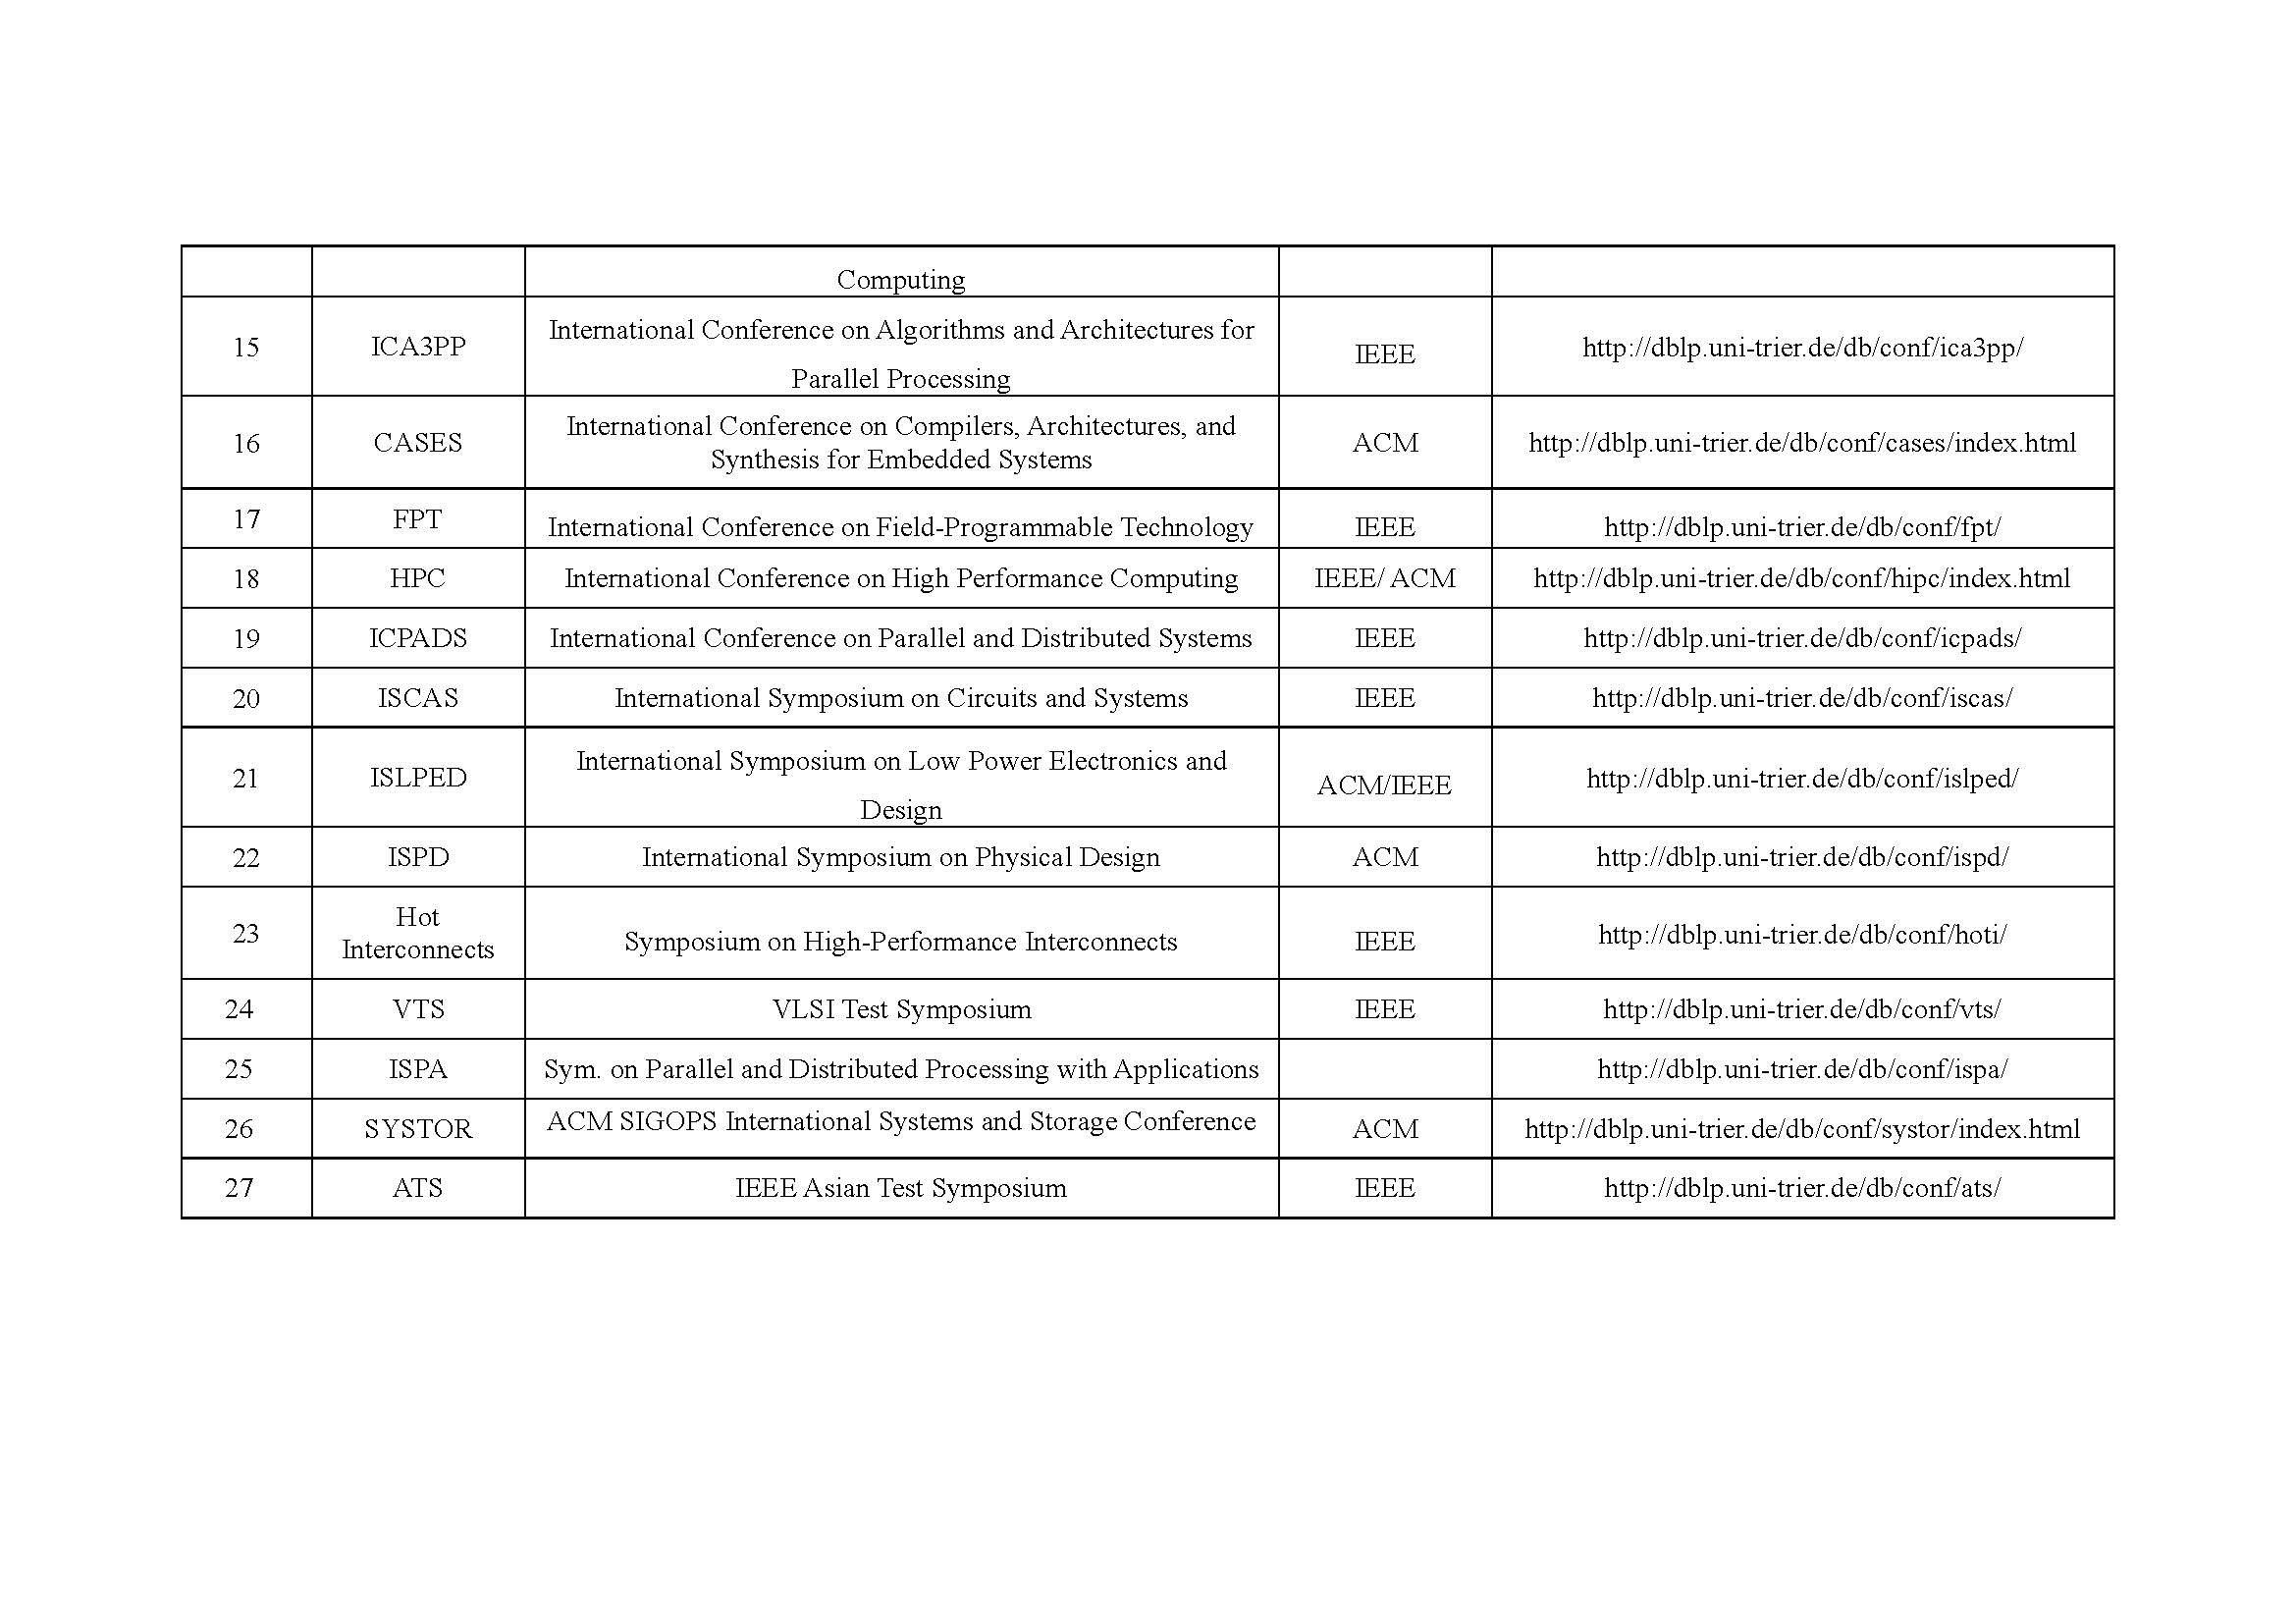 Computing
15 ICA3PP International Conference on Algorithms and Architectures for
Parallel Processing IEEE http://dblp.uni-trier.de/db/conf/ica3pp/
16 CASES International Conference on Compilers, Architectures, and
Synthesis for Embedded Systems ACM http://dblp.uni-trier.de/db/conf/cases/index.html
17 FPT International Conference on Field-Programmable Technology IEEE http://dblp.uni-trier.de/db/conf/fpt/
18 HPC International Conference on High Performance Computing IEEE/ ACM http://dblp.uni-trier.de/db/conf/hipc/index.html
19 ICPADS International Conference on Parallel and Distributed Systems IEEE http://dblp.uni-trier.de/db/conf/icpads/
20 ISCAS International Symposium on Circuits and Systems IEEE http://dblp.uni-trier.de/db/conf/iscas/
21 ISLPED International Symposium on Low Power Electronics and
Design ACM/IEEE http://dblp.uni-trier.de/db/conf/islped/
22 ISPD International Symposium on Physical Design ACM http://dblp.uni-trier.de/db/conf/ispd/
23 Hot
Interconnects Symposium on High-Performance Interconnects IEEE http://dblp.uni-trier.de/db/conf/hoti/
24 VTS VLSI Test Symposium IEEE http://dblp.uni-trier.de/db/conf/vts/
25 ISPA Sym. on Parallel and Distributed Processing with Applications http://dblp.uni-trier.de/db/conf/ispa/
26 SYSTOR ACM SIGOPS International Systems and Storage Conference ACM http://dblp.uni-trier.de/db/conf/systor/index.html
27 ATS IEEE Asian Test Symposium IEEE http://dblp.uni-trier.de/db/conf/ats/